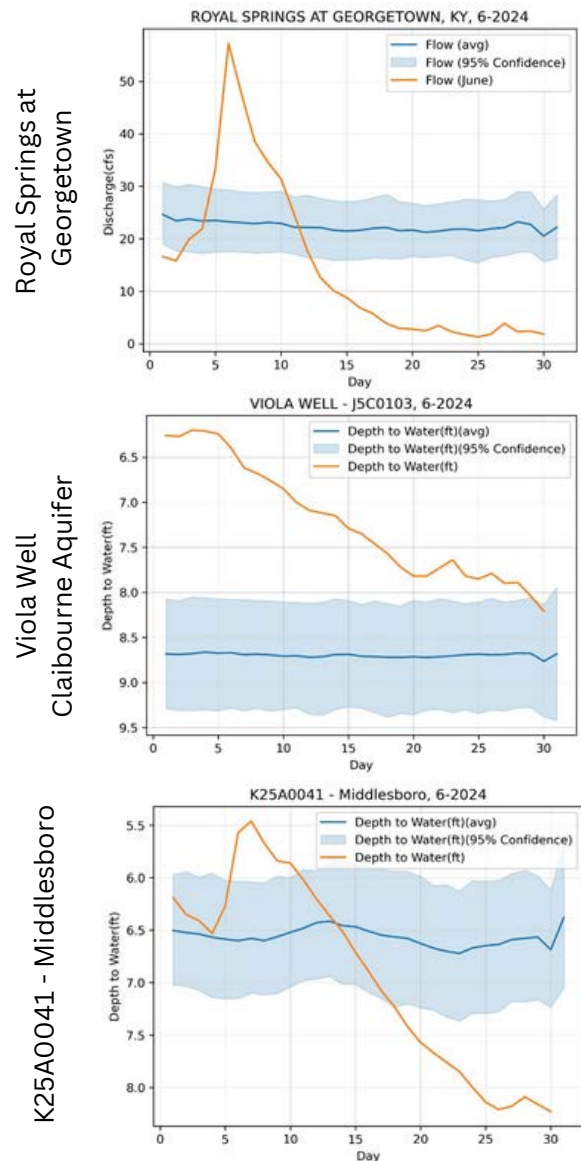 Royal Springs at
Georgetown
ROYAL SPRINGS AT GEORGETOWN, KY, 6-2024
Flow (avg)
Flow (95% Confidence)
Flow (June)
Discharge(cfs)
50
40
30
20
10
0
0 5 10 15 20 25 30
Day
Viola Well
Claibourne Aquifer
VIOLA WELL - J5C0103, 6-2024
Depth to Water(ft)(avg)
Depth to Water(ft)(95% Confidence)
Depth to Water(ft)
Depth to Water(ft)
6.5
7.0
7.5
8.0
8.5
9.0
9.5
0 5 10 15 20 25 30
Day
K25A0041 - Middlesboro
K25A0041 - Middlesboro, 6-2024
Depth to Water(ft)(avg)
Depth to Water(ft)(95% Confidence)
Depth to Water(ft)
Depth to Water(ft)
5.5
6.0
6.5
7.0
7.5
8.0
0 5 10 15 20 25 30
Day